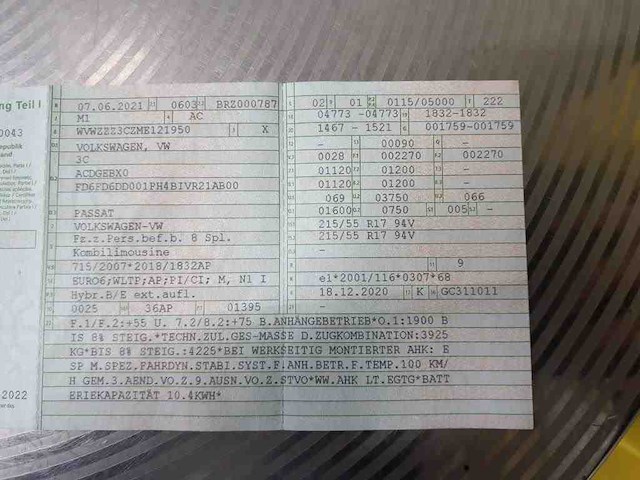 ng Teil I
0043
07.06.2021 0603 BRZ000787
M1 AC
WVWZZZ3CZME121950 X
VOLKSWAGEN, VW
3C
ACDGEBX0
FD6FD6DD001PH4BIVR21AB00
PASSAT
VOLKSWAGEN-VW
Fz.z.Pers.bef.b. 8 Spl.
Kombilimousine
715/2007*2018/1832AP
EURO6;WLTP;AP;PI/CI; M, N1 I
Hybr.B/E ext.aufl.
0025 36AP 01395
02 01 0115/05000 222
04773 -04773 1832-1832
1467 - 1521 001759-001759
- 00090 -
0028 002270 002270
01120 01200 -
01120 01200 -
069 03750 066
01600 0750 005 -
215/55 R17 94V
215/55 R17 94V
-
- 9
e1*2001/116*0307*68
18.12.2020 K GC311011
-
F.1/F.2:+55 U. 7.2/8.2:+75 B.ANHÄNGEBETRIEB*O.1:1900 B
IS 8% STEIG.*TECHN.ZUL.GES-MASSE D.ZUGKOMBINATION:3925
KG*BIS 8% STEIG.:4225*BEI WERKSEITIG MONTIERTER AHK: E
SP M.SPEZ.FAHRDYN.STABI.SYST.F.ANH.BETR.F.TEMP.100 KM/
H GEM.3.AEND.VO.Z.9.AUSN.VO.Z.STVO*WW.AHK LT.EGTG*BATT
ERIEKAPAZITÄT 10.4KWH*
2022